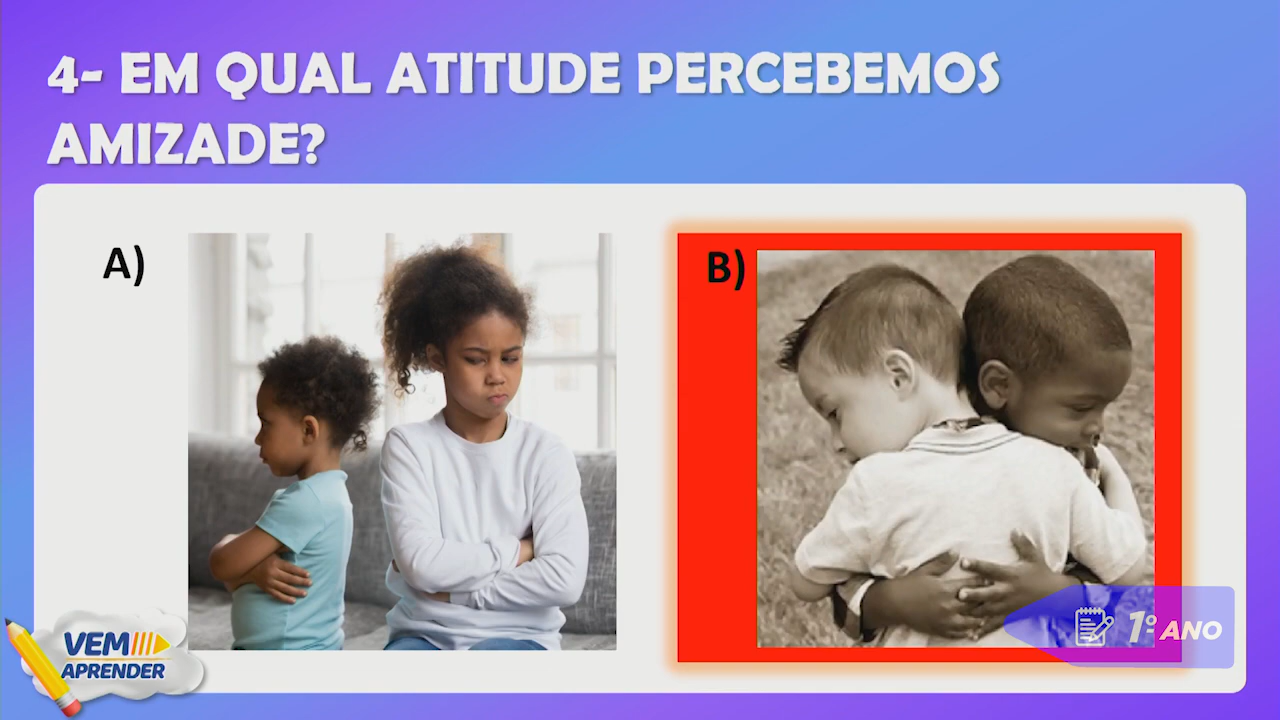 4- EM QUAL ATITUDE PERCEBEMOS
AMIZADE?
A)
B)
VEM
APRENDER
1º ANO